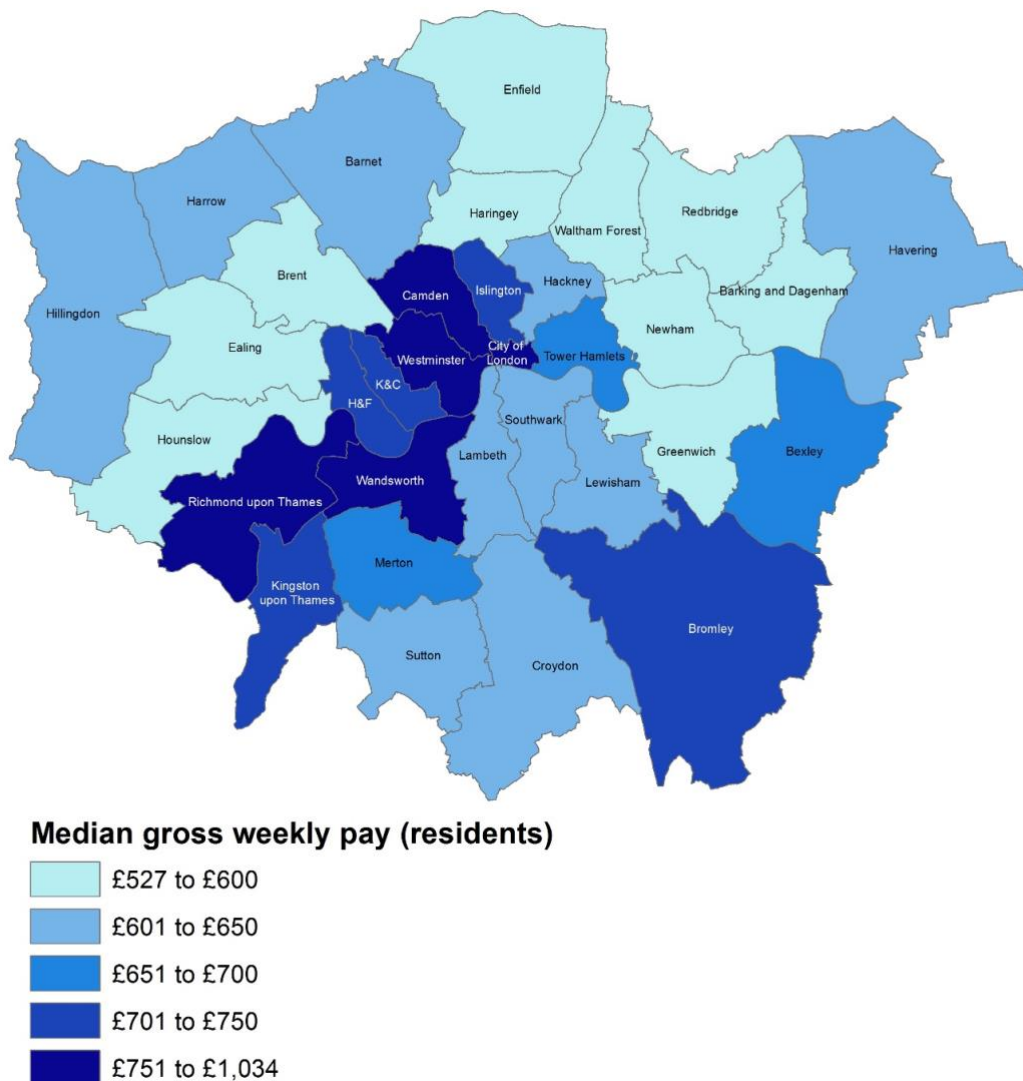 Enfield
Barnet
Harrow
Haringey
Waltham Forest
Redbridge
Havering
Brent
Hackney
Islington
Camden
Barking and Dagenham
Hillingdon
Newham
Ealing
City of
London
Tower Hamlets
Westminster
K&C
H&F
Southwark
Hounslow
Greenwich
Bexley
Lambeth
Lewisham
Wandsworth
Richmond upon Thames
Merton
Kingston
upon Thames
Bromley
Sutton
Croydon
Median gross weekly pay (residents)
£527 to £600
£601 to £650
£651 to £700
£701 to £750
£751 to £1,034